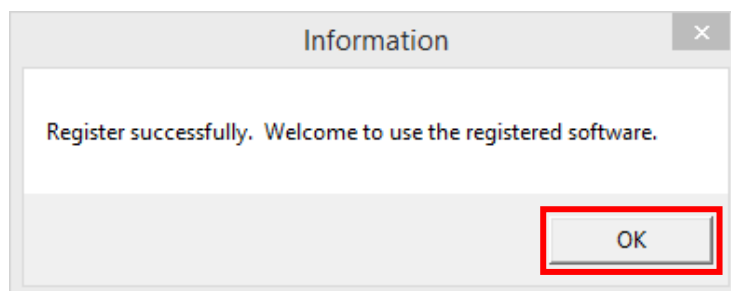 Information
Register successfully.  Welcome to use the registered software.
OK